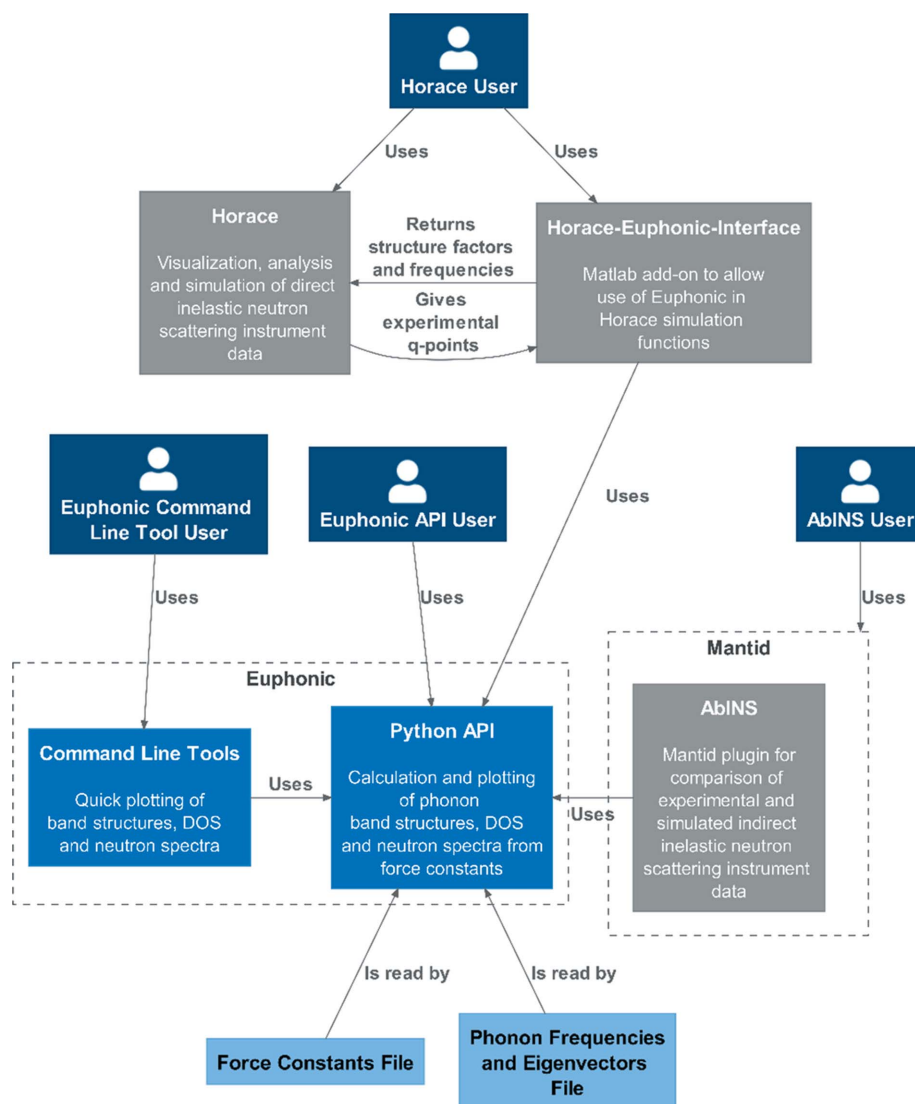 Horace User
Uses
Uses
Horace
Visualization, analysis
and simulation of direct
inelastic neutron
scattering instrument
data
Returns
structure factors
and frequencies
Gives
experimental
q-points
Horace-Euphonic-Interface
Matlab add-on to allow
use of Euphonic in
Horace simulation
functions
Uses
Euphonic Command
Line Tool User
Euphonic API User
AbINS User
Uses
Uses
Uses
Euphonic
Command Line Tools
Quick plotting of
band structures, DOS
and neutron spectra
Uses
Python API
Calculation and plotting
of phonon
band structures, DOS
and neutron spectra from
force constants
Uses
Mantid
AbINS
Mantid plugin for
comparison of
experimental and
simulated indirect
inelastic neutron
scattering instrument
data
Is read by
Is read by
Force Constants File
Phonon Frequencies
and Eigenvectors
File